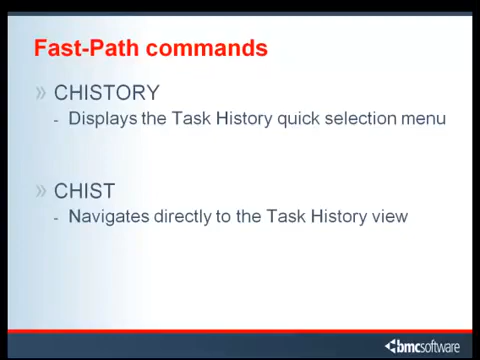 Fast-Path commands
» CHISTORY
- Displays the Task History quick selection menu
» CHIST
- Navigates directly to the Task History view
bmcsoftware